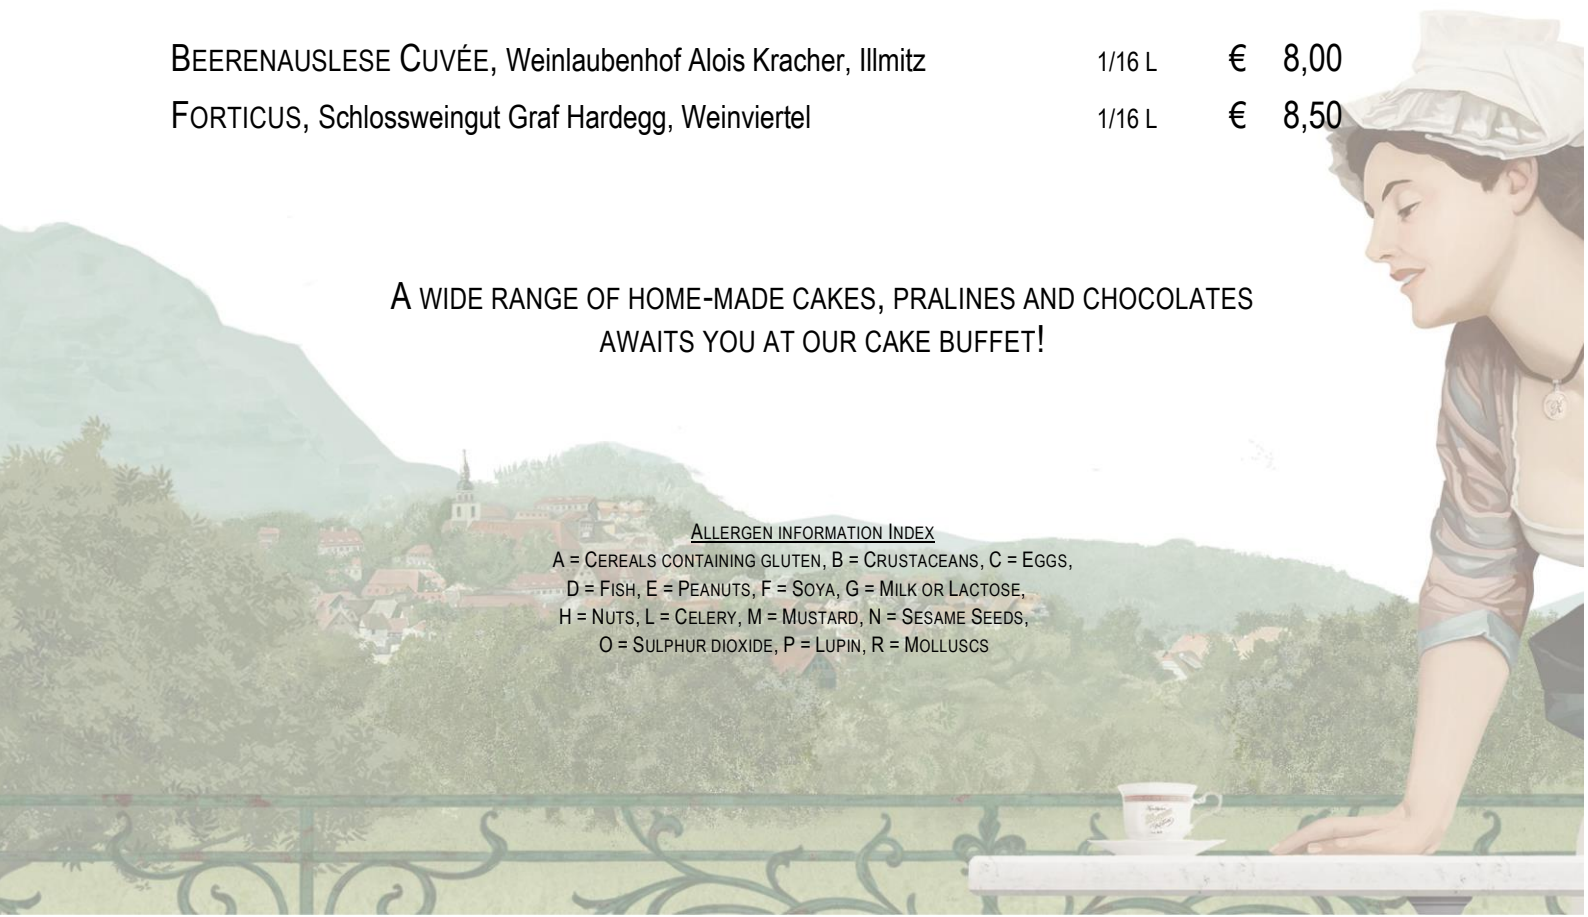 BEERENAUSLESE CUVÉE, Weinlaubenhof Alois Kracher, Illmitz 1/16 L € 8,00
FORTICUS, Schlossweingut Graf Hardegg, Weinviertel 1/16 L € 8,50
A WIDE RANGE OF HOME-MADE CAKES, PRALINES AND CHOCOLATES
AWAITS YOU AT OUR CAKE BUFFET!
ALLERGEN INFORMATION INDEX
A = CEREALS CONTAINING GLUTEN, B = CRUSTACEANS, C = EGGS,
D = FISH, E = PEANUTS, F = SOYA, G = MILK OR LACTOSE,
H = NUTS, L = CELERY, M = MUSTARD, N = SESAME SEEDS,
O = SULPHUR DIOXIDE, P = LUPIN, R = MOLLUSCS